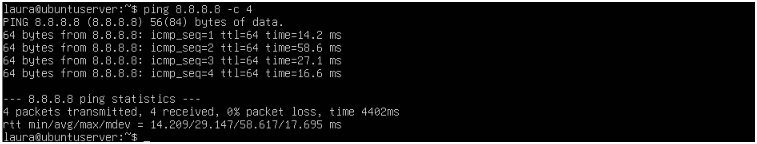 laura@ubuntuserver:~$ ping 8.8.8.8 -c 4
PING 8.8.8.8 (8.8.8.8) 56(84) bytes of data.
64 bytes from 8.8.8.8: icmp_seq=1 ttl=64 time=14.2 ms
64 bytes from 8.8.8.8: icmp_seq=2 ttl=64 time=58.6 ms
64 bytes from 8.8.8.8: icmp_seq=3 ttl=64 time=27.1 ms
64 bytes from 8.8.8.8: icmp_seq=4 ttl=64 time=16.6 ms
--- 8.8.8.8 ping statistics ---
4 packets transmitted, 4 received, 0% packet loss, time 4402ms
rtt min/avg/max/mdev = 14.209/29.147/58.617/17.695 ms
laura@ubuntuserver:~$ _